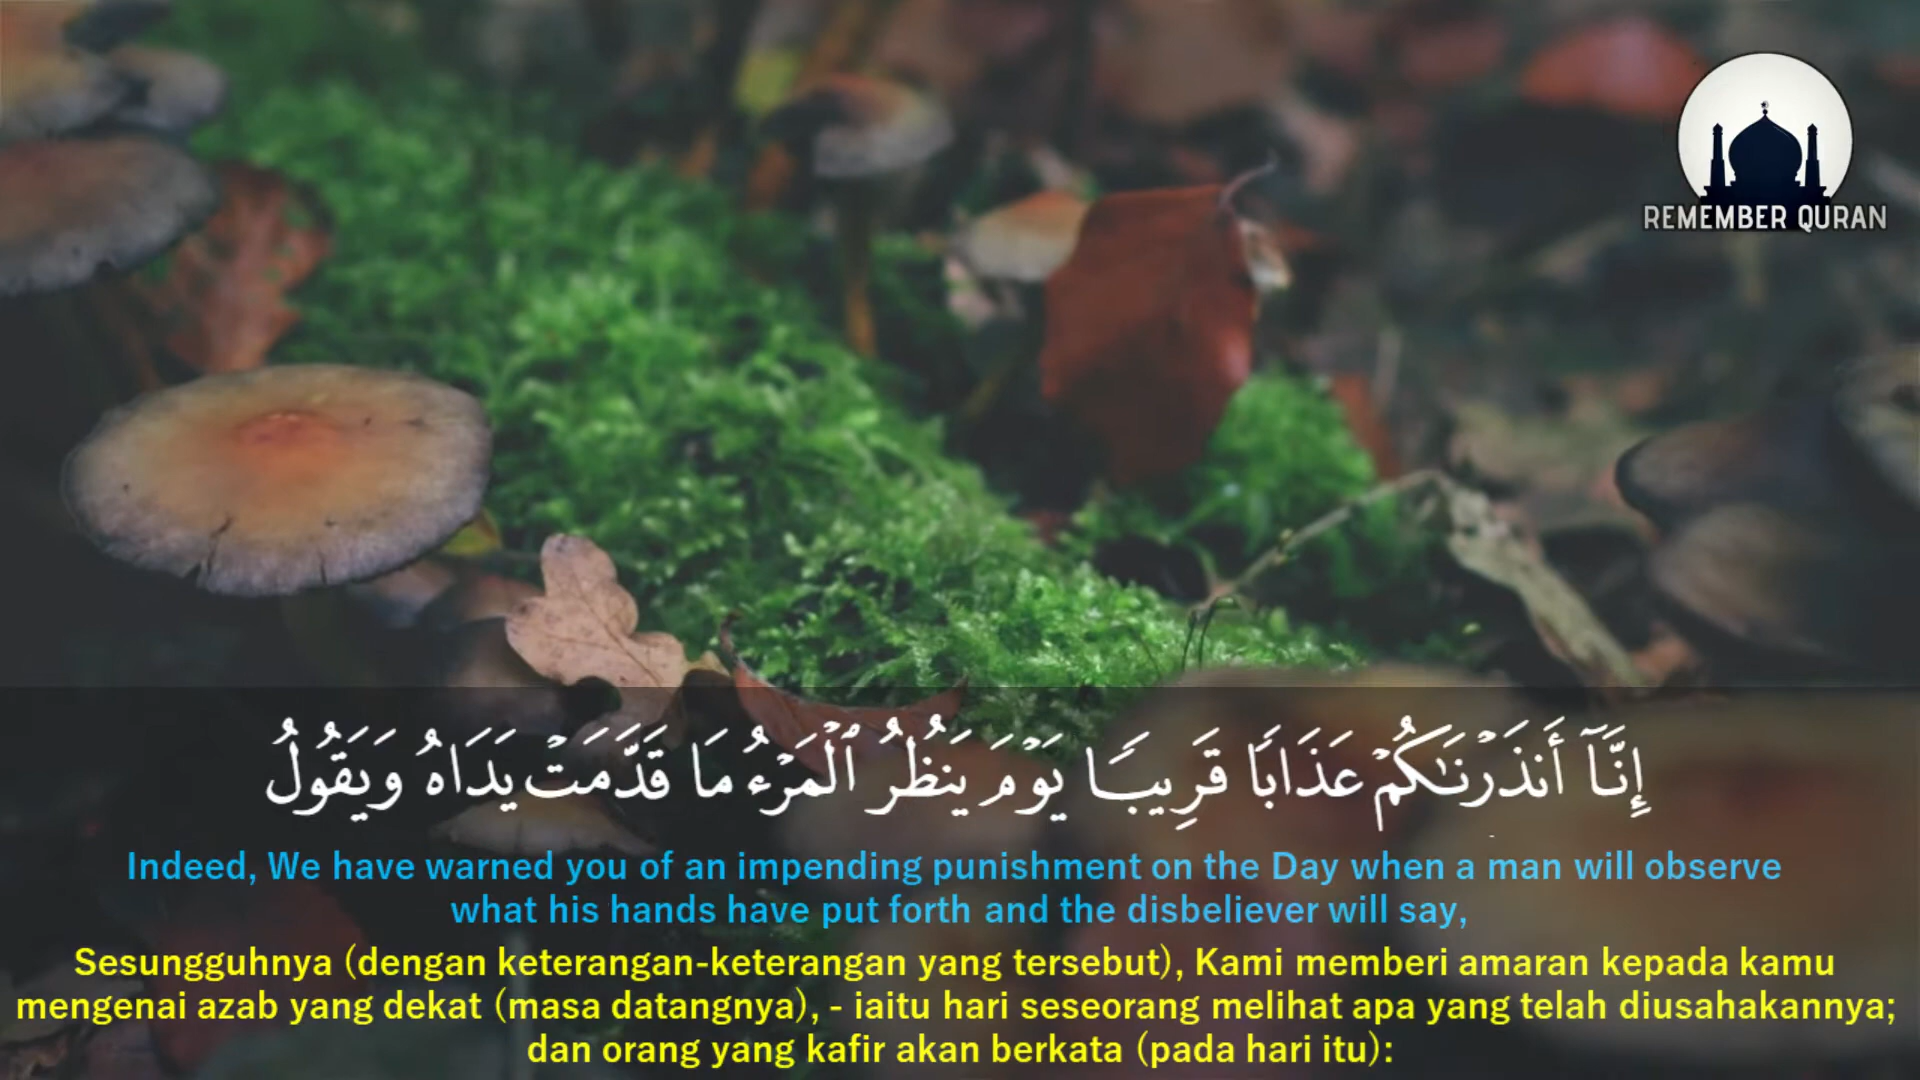 REMEMBER QURAN
إِنَّآ أَنذَرْنَـٰكُمْ عَذَابًا قَرِيبًا يَوْمَ يَنظُرُ ٱلْمَرْءُ مَا قَدَّمَتْ يَدَاهُ وَيَقُولُ
Indeed, We have warned you of an impending punishment on the Day when a man will observe
what his hands have put forth and the disbeliever will say,
Sesungguhnya (dengan keterangan-keterangan yang tersebut), Kami memberi amaran kepada kamu
mengenai azab yang dekat (masa datangnya), - iaitu hari seseorang melihat apa yang telah diusahakannya;
dan orang yang kafir akan berkata (pada hari itu):